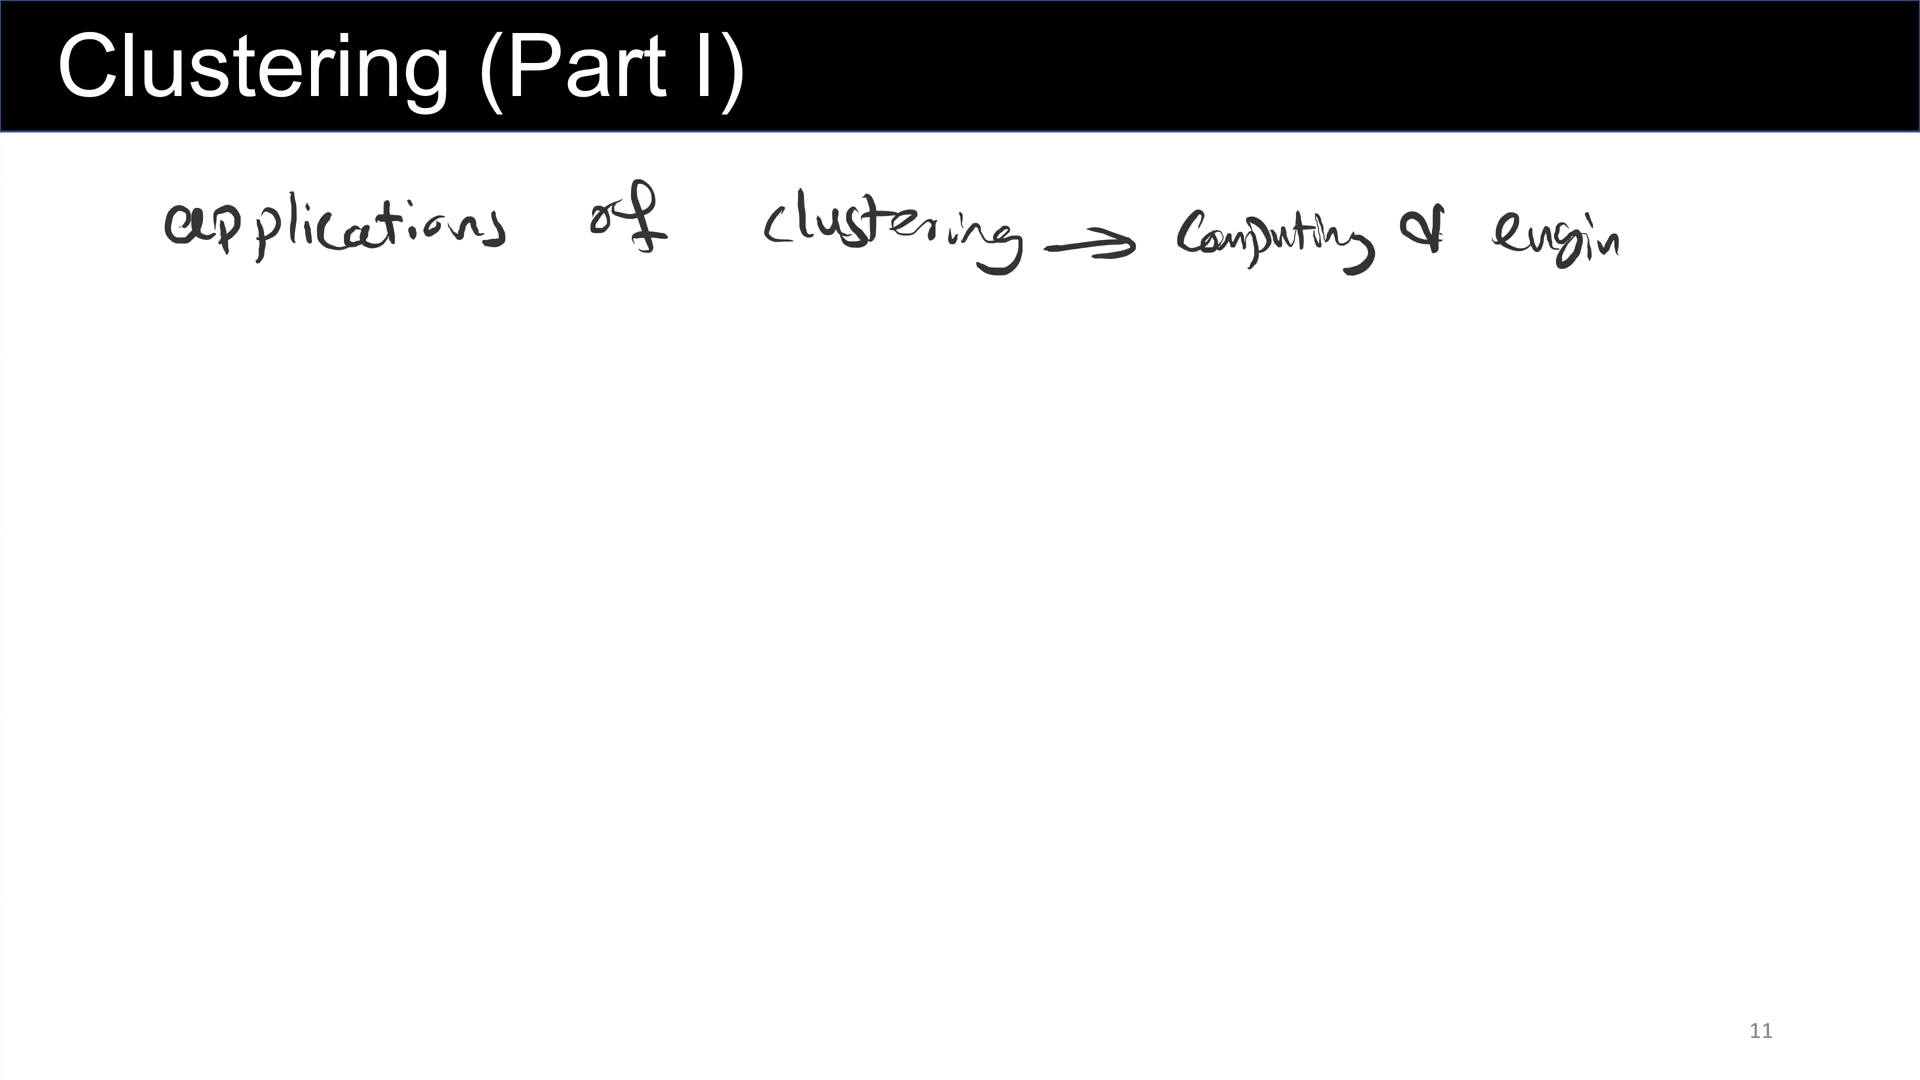 Clustering (Part I)
applications of clustering → Computing & engin
11